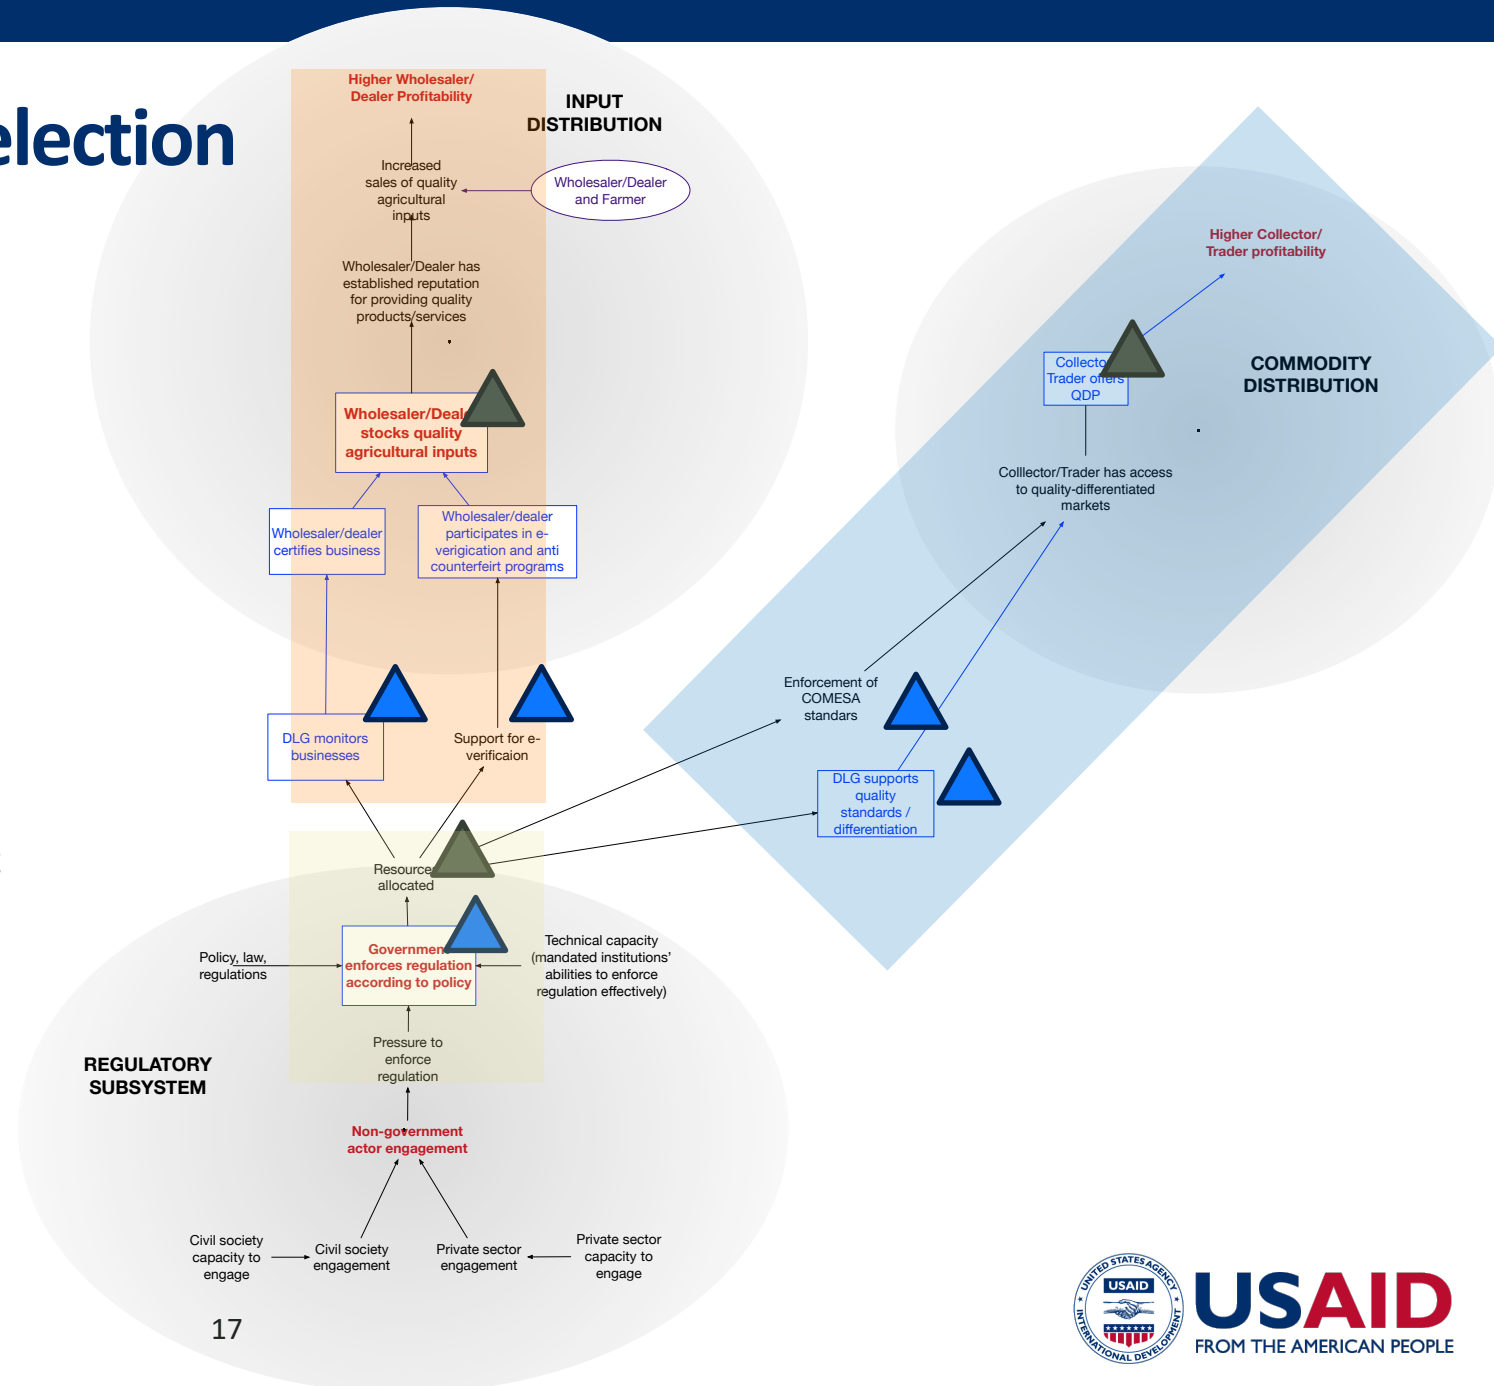 election
Higher Wholesaler/
Dealer Profitability
INPUT
DISTRIBUTION
Increased
sales of quality
agricultural
inputs
Wholesaler/Dealer
and Farmer
Wholesaler/Dealer has
established reputation
for providing quality
products/services
Wholesaler/Deal
stocks quality
agricultural inputs
Wholesaler/dealer
certifies business
Wholesaler/dealer
participates in e-
verigication and anti
counterfeirt programs
DLG monitors
businesses
Support for e-
verificaion
Higher Collector/
Trader profitability
Collecto
Trader offers
QDP
COMMODITY
DISTRIBUTION
Colllector/Trader has access
to quality-differentiated
markets
Enforcement of
COMESA
standars
DLG supports
quality
standards /
differentiation
Resource
allocated
Governmen
enforces regulation
according to policy
Policy, law,
regulations
Technical capacity
(mandated institutions’
abilities to enforce
regulation effectively)
Pressure to
enforce
regulation
REGULATORY
SUBSYSTEM
Non-government
actor engagement
Civil society
capacity to
engage
Civil society
engagement
Private sector
engagement
Private sector
capacity to
engage
17
UNITED STATES AGENCY
INTERNATIONAL DEVELOPMENT
USAID
USAID
FROM THE AMERICAN PEOPLE